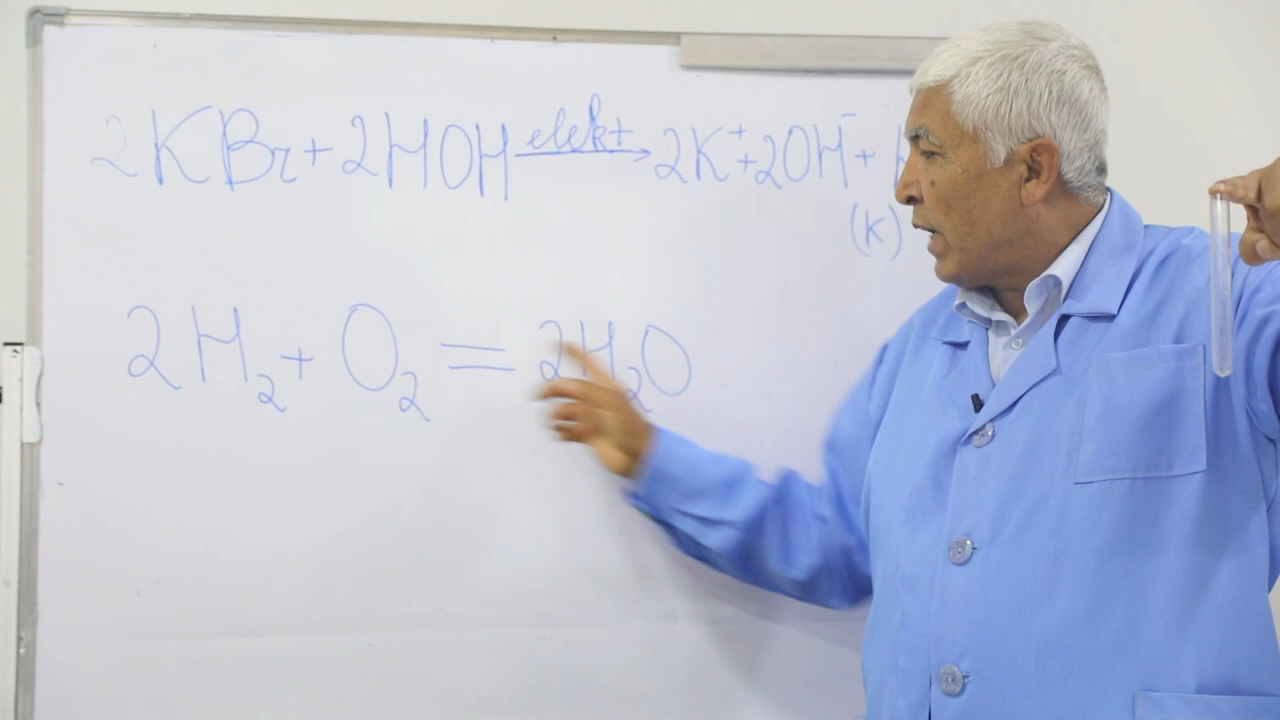 2KBr + 2HOH elekt → 2K⁺ + 2OH⁻ +
(K)
2H₂ + O₂ = 2H₂O